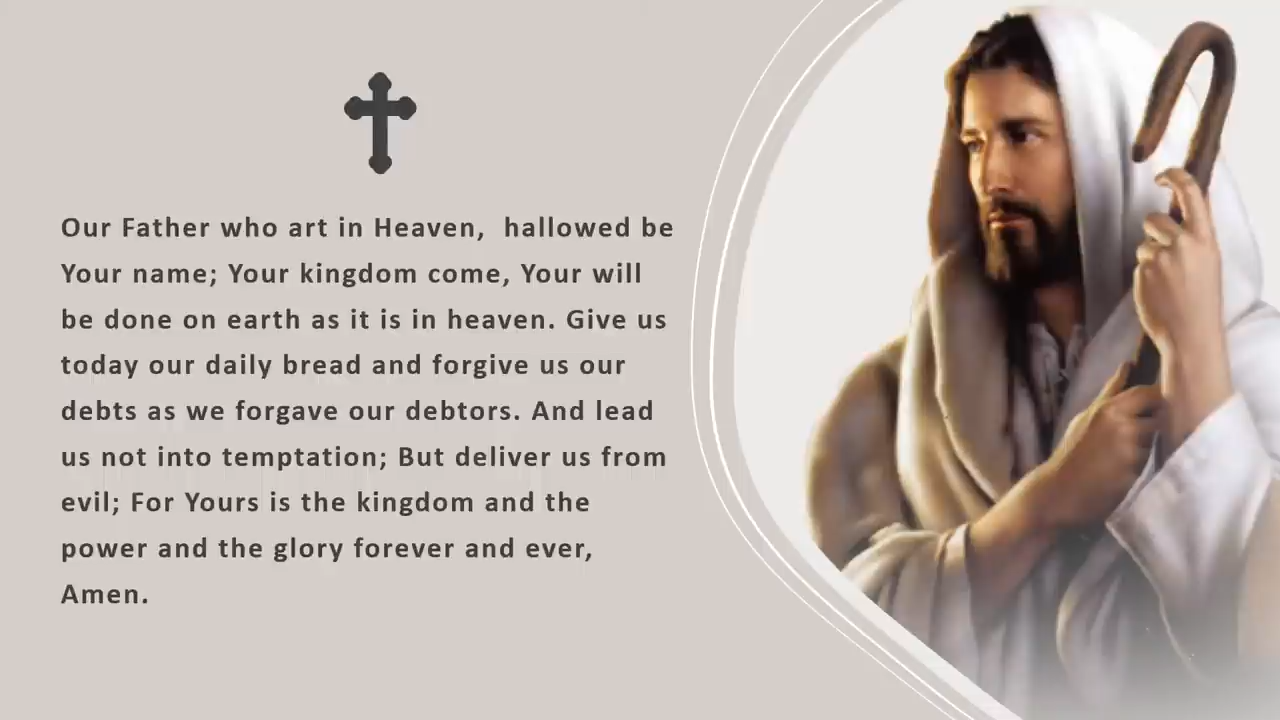 Our Father who art in Heaven,  hallowed be
Your name; Your kingdom come, Your will
be done on earth as it is in heaven. Give us
today our daily bread and forgive us our
debts as we forgave our debtors. And lead
us not into temptation; But deliver us from
evil; For Yours is the kingdom and the
power and the glory forever and ever,
Amen.